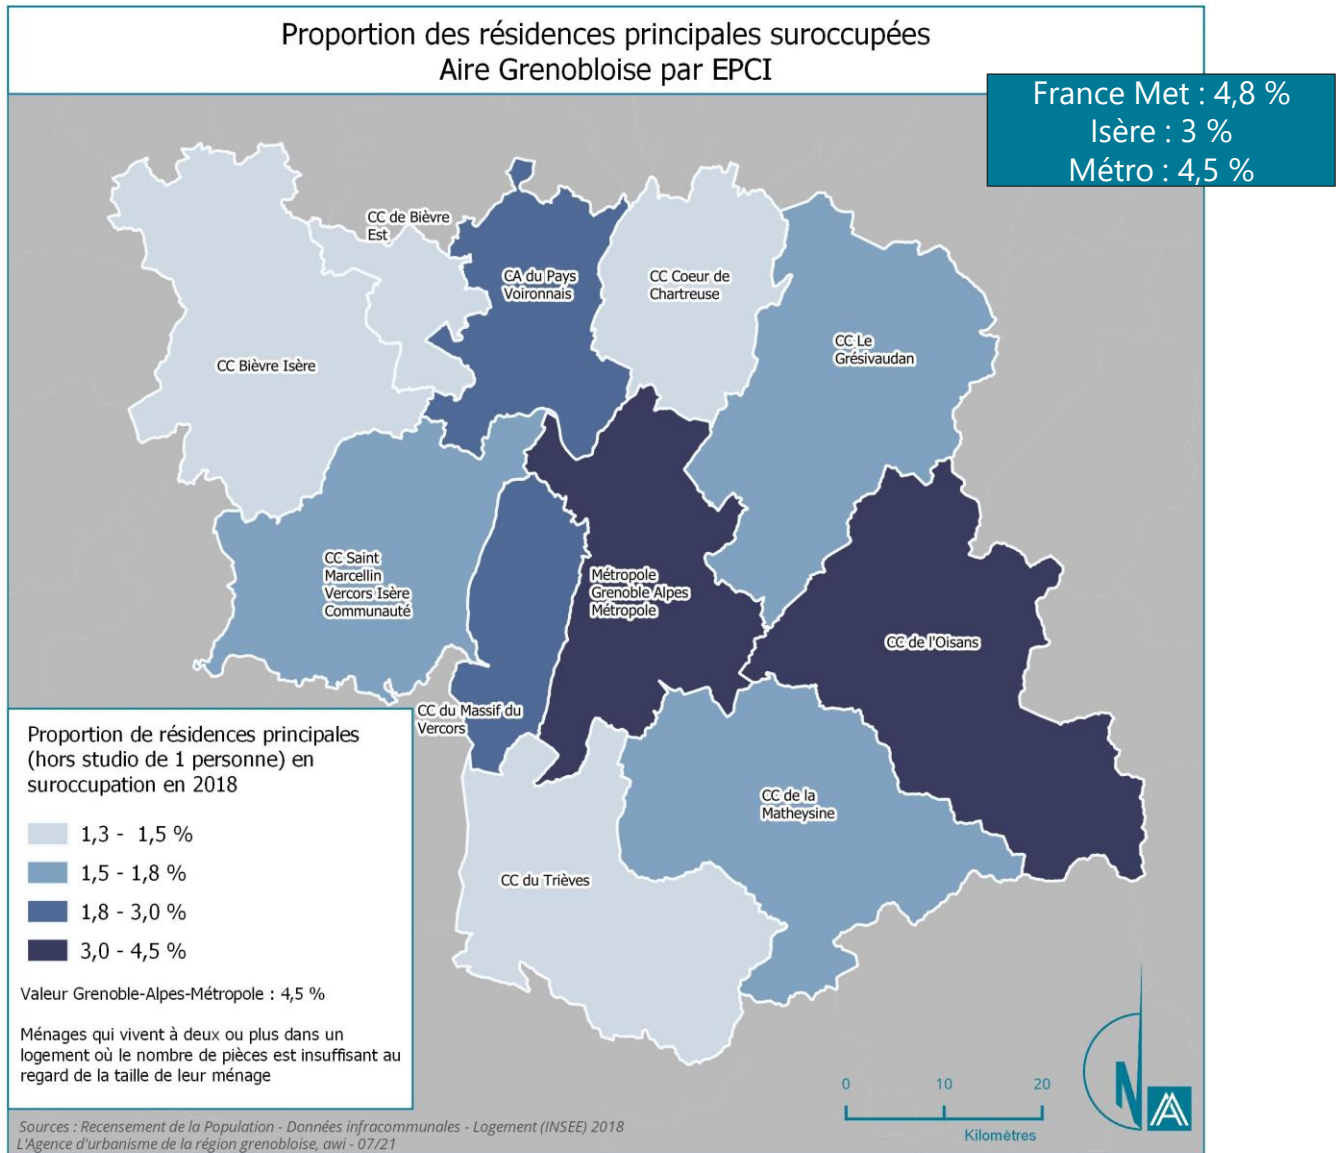 Proportion des résidences principales suroccupées
Aire Grenobloise par EPCI
France Met : 4,8 %
Isère : 3 %
Métro : 4,5 %
CC de Bièvre
Est
CA du Pays
Voironnais
CC Coeur de
Chartreuse
CC Le
Grésivaudan
CC Bièvre Isère
CC Saint
Marcellin
Vercors Isère
Communauté
Métropole
Grenoble Alpes
Métropole
CC de l'Oisans
CC du Massif du
Vercors
CC de la
Matheysine
CC du Trièves
Proportion de résidences principales
(hors studio de 1 personne) en
suroccupation en 2018
1,3 - 1,5 %
1,5 - 1,8 %
1,8 - 3,0 %
3,0 - 4,5 %
Valeur Grenoble-Alpes-Métropole : 4,5 %
Ménages qui vivent à deux ou plus dans un
logement où le nombre de pièces est insuffisant au
regard de la taille de leur ménage
0 10 20
Kilomètres
N
Sources : Recensement de la Population - Données infracommunales - Logement (INSEE) 2018
L'Agence d'urbanisme de la région grenobloise, awi - 07/21